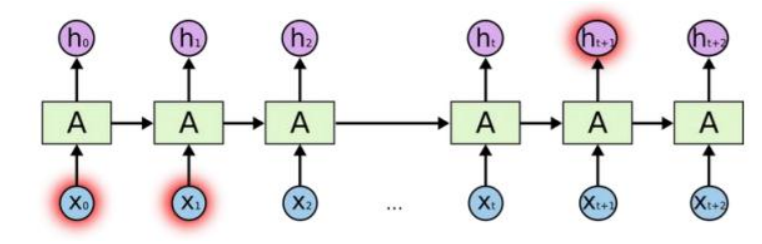 h₀ h₁ h₂ hₜ hₜ₊₁ hₜ₊₂
A A A A A A
x₀ x₁ x₂ ... xₜ xₜ₊₁ xₜ₊₂